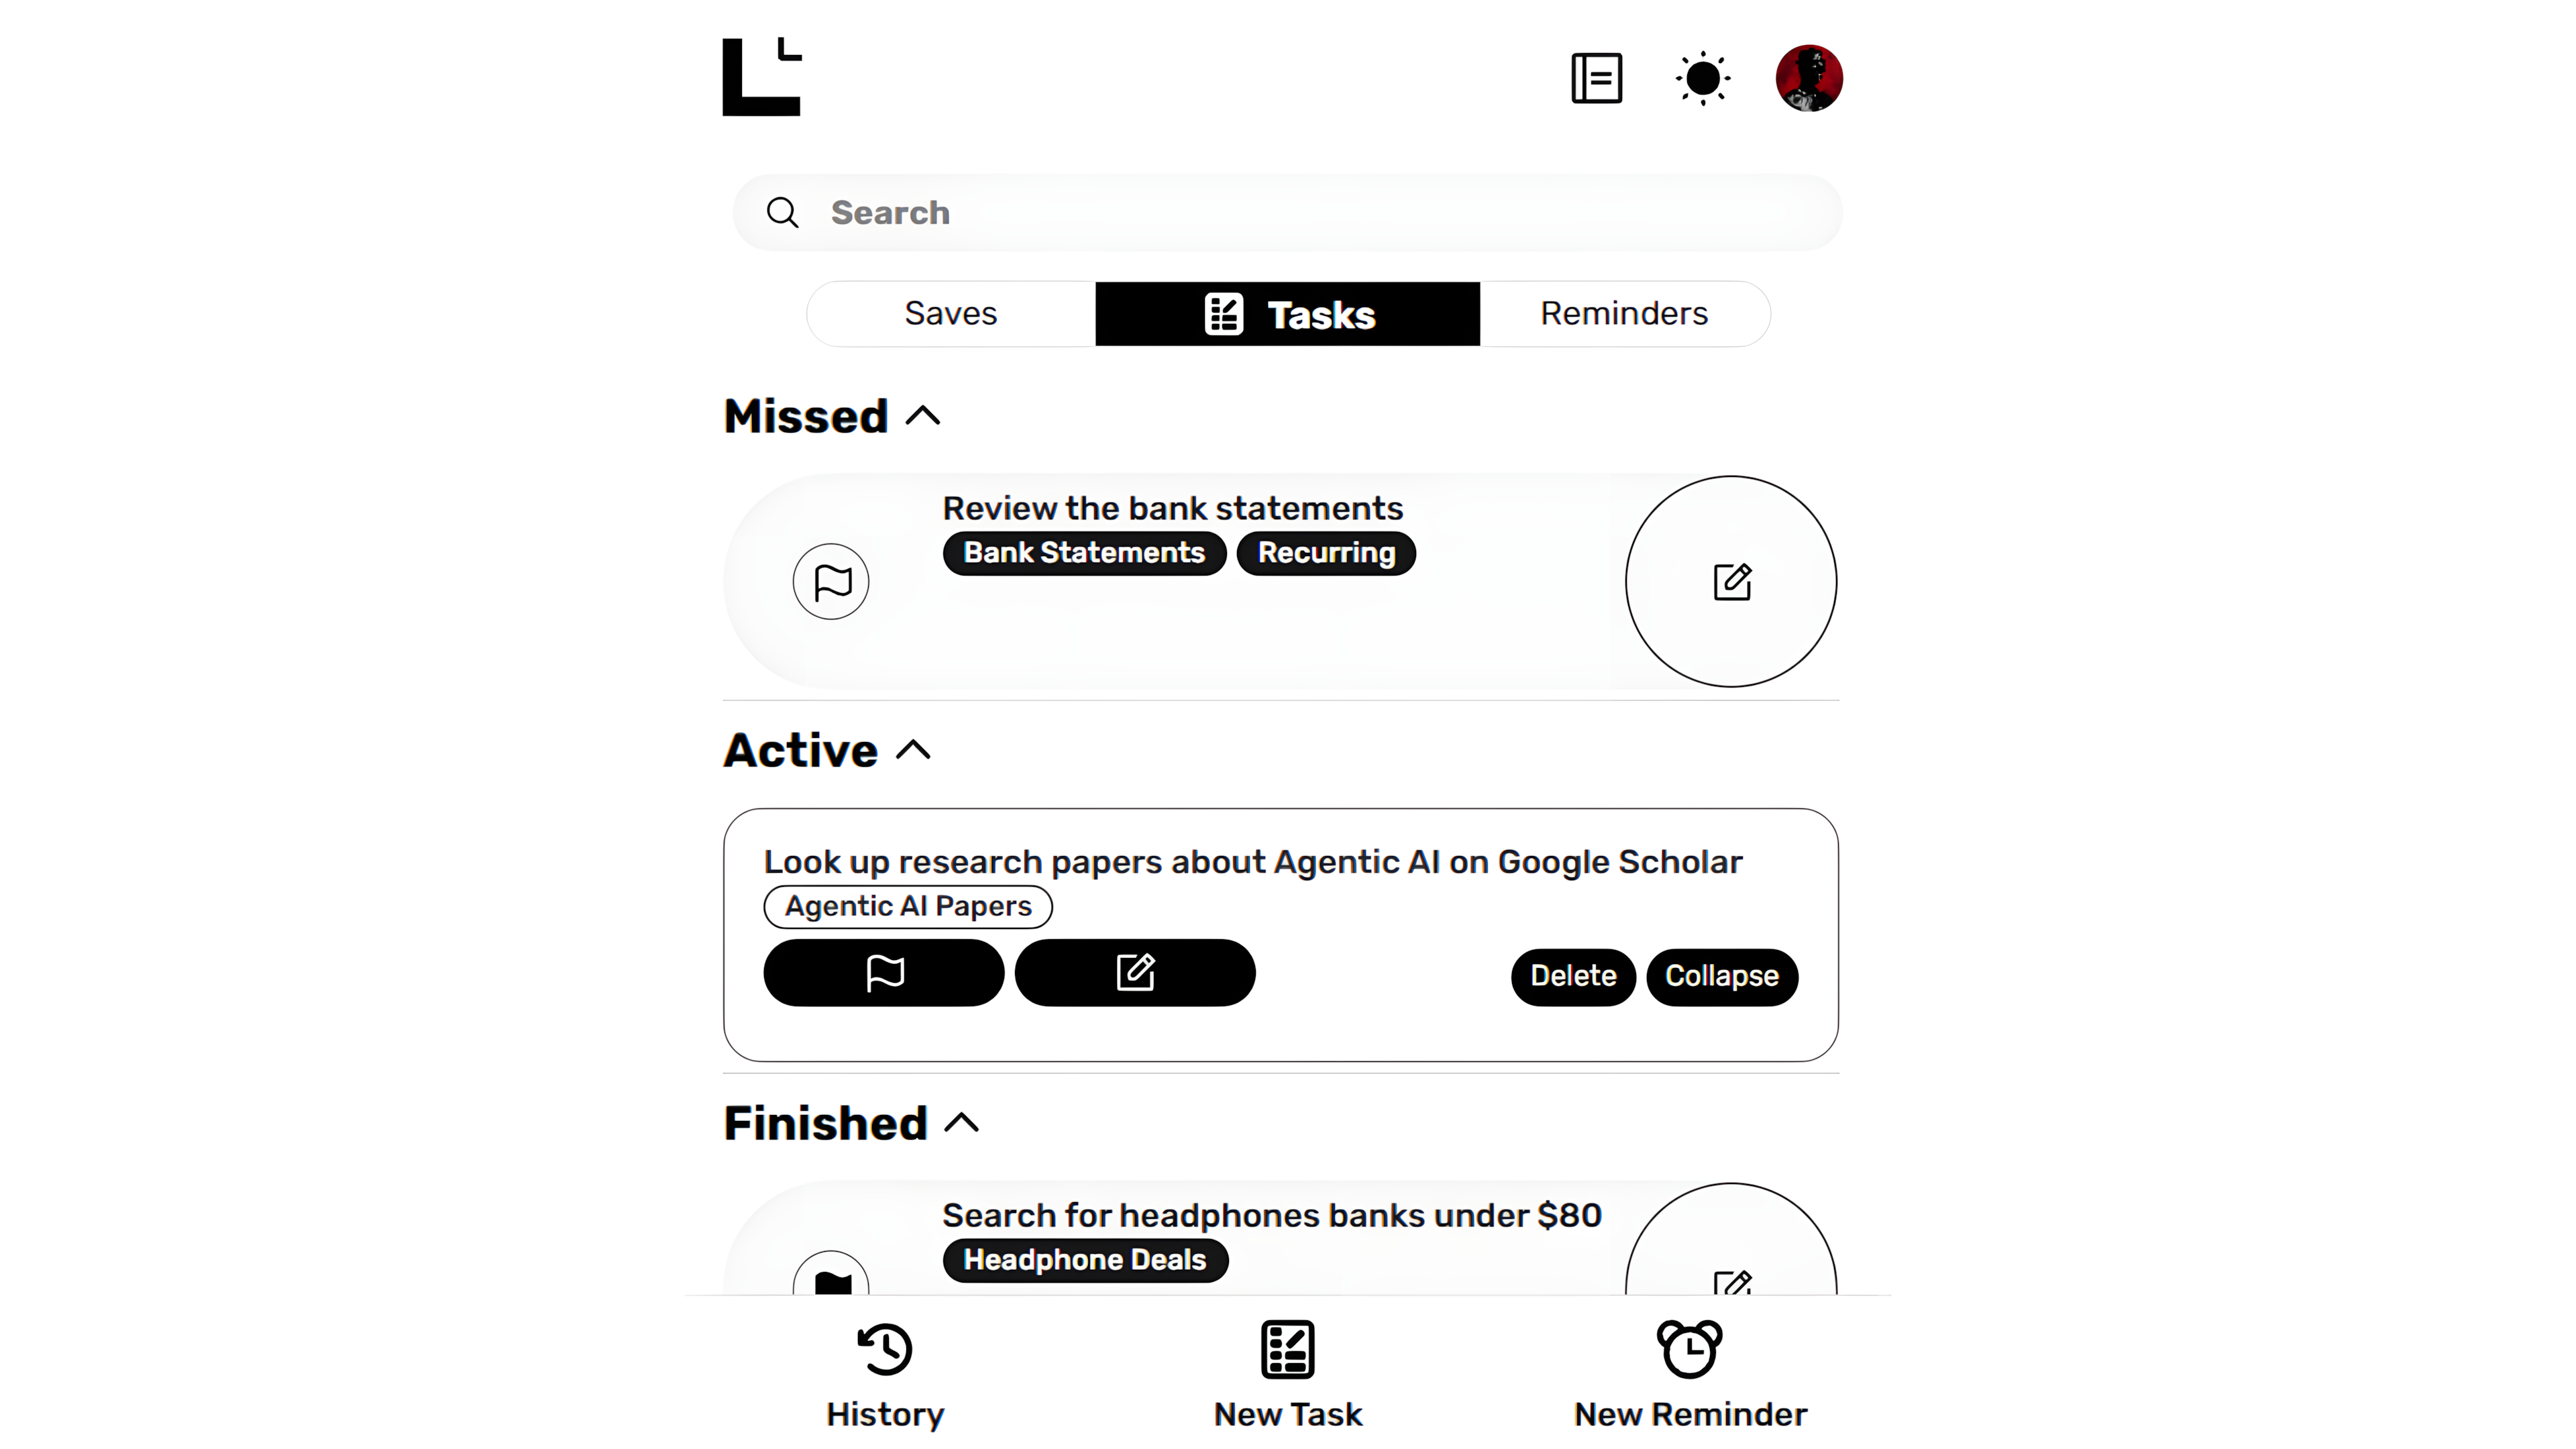 Search
Saves Tasks Reminders
Missed
Review the bank statements
Bank Statements Recurring
Active
Look up research papers about Agentic AI on Google Scholar
Agentic AI Papers
Delete Collapse
Finished
Search for headphones banks under $80
Headphone Deals
History New Task New Reminder